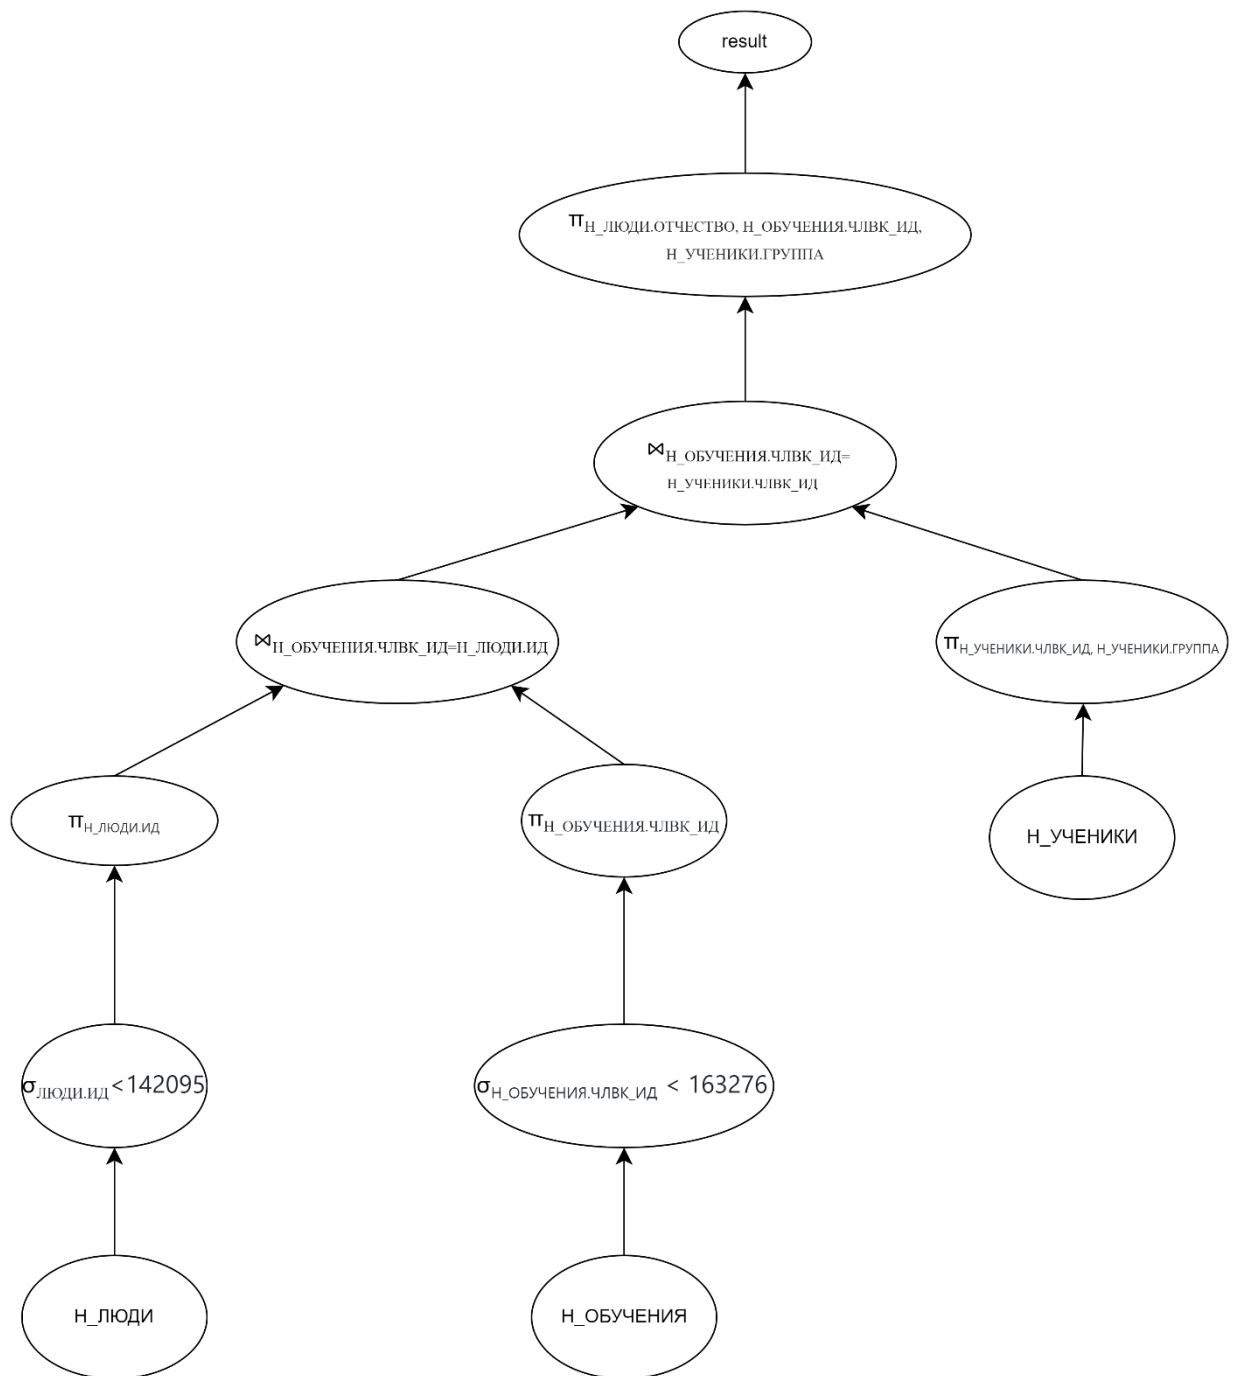 result
πН_ЛЮДИ.ОТЧЕСТВО, Н_ОБУЧЕНИЯ.ЧЛВК_ИД,
Н_УЧЕНИКИ.ГРУППА
⋈Н_ОБУЧЕНИЯ.ЧЛВК_ИД=
Н_УЧЕНИКИ.ЧЛВК_ИД
⋈Н_ОБУЧЕНИЯ.ЧЛВК_ИД=Н_ЛЮДИ.ИД
πН_УЧЕНИКИ.ЧЛВК_ИД, Н_УЧЕНИКИ.ГРУППА
πН_ЛЮДИ.ИД
πН_ОБУЧЕНИЯ.ЧЛВК_ИД
Н_УЧЕНИКИ
σЛЮДИ.ИД<142095
σН_ОБУЧЕНИЯ.ЧЛВК_ИД < 163276
Н_ЛЮДИ
Н_ОБУЧЕНИЯ